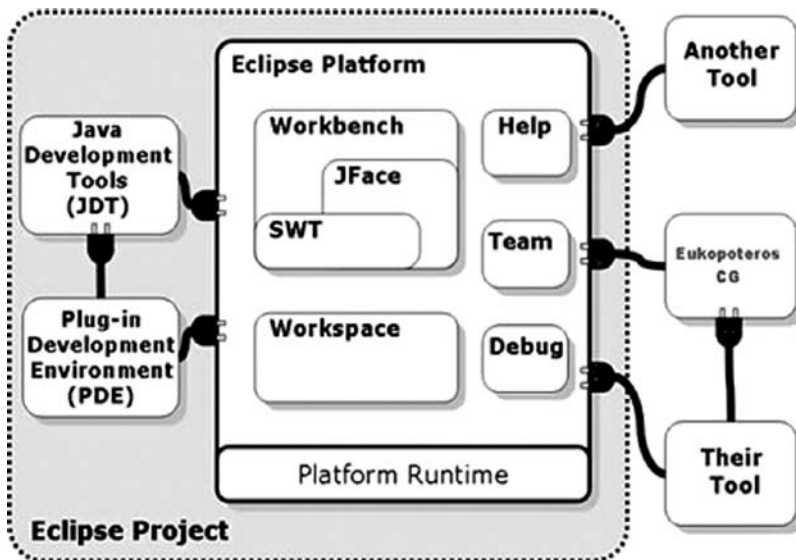 Eclipse Platform
Another
Tool
Java
Development
Tools
(JDT)
Workbench
JFace
SWT
Help
Team
Eukopoteros
CG
Plug-in
Development
Environment
(PDE)
Workspace
Debug
Their
Tool
Platform Runtime
Eclipse Project